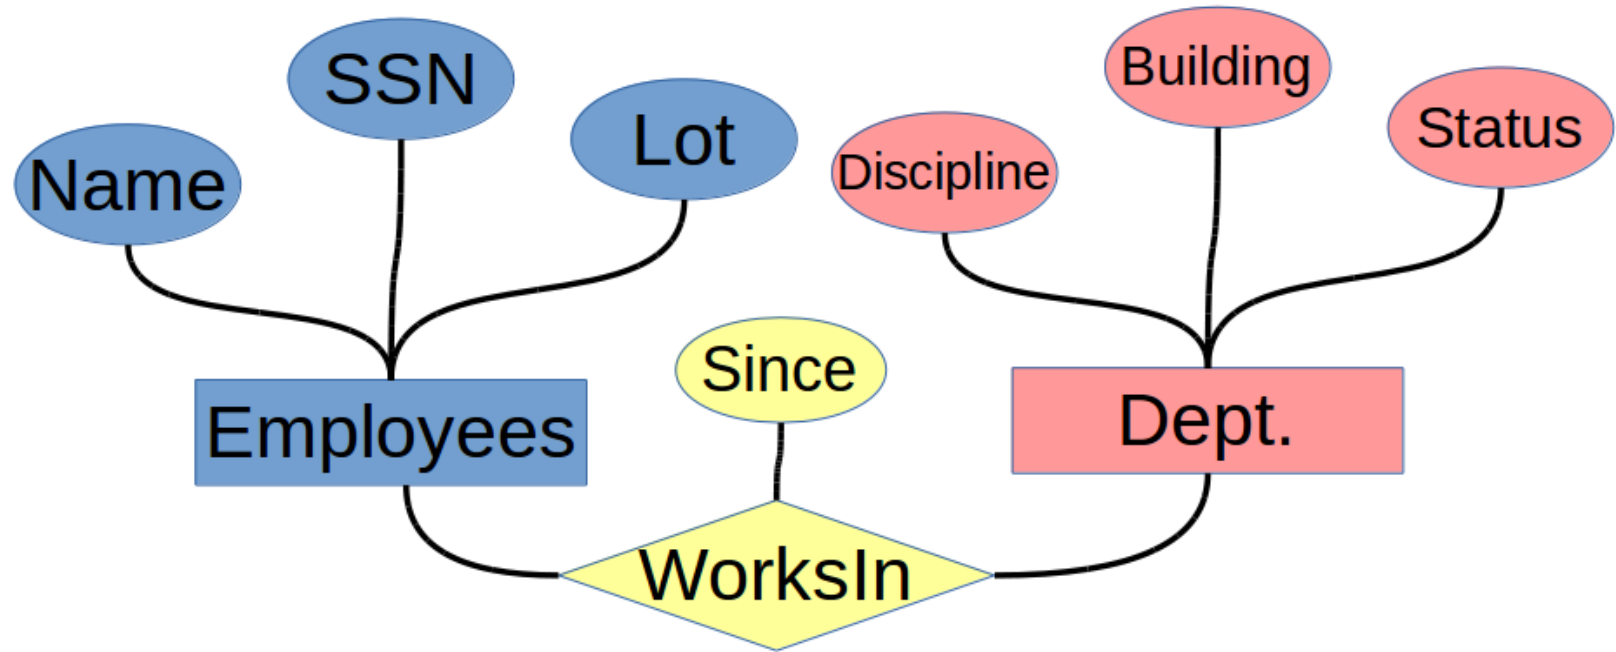 Name
SSN
Lot
Discipline
Building
Status
Employees
Since
Dept.
WorksIn